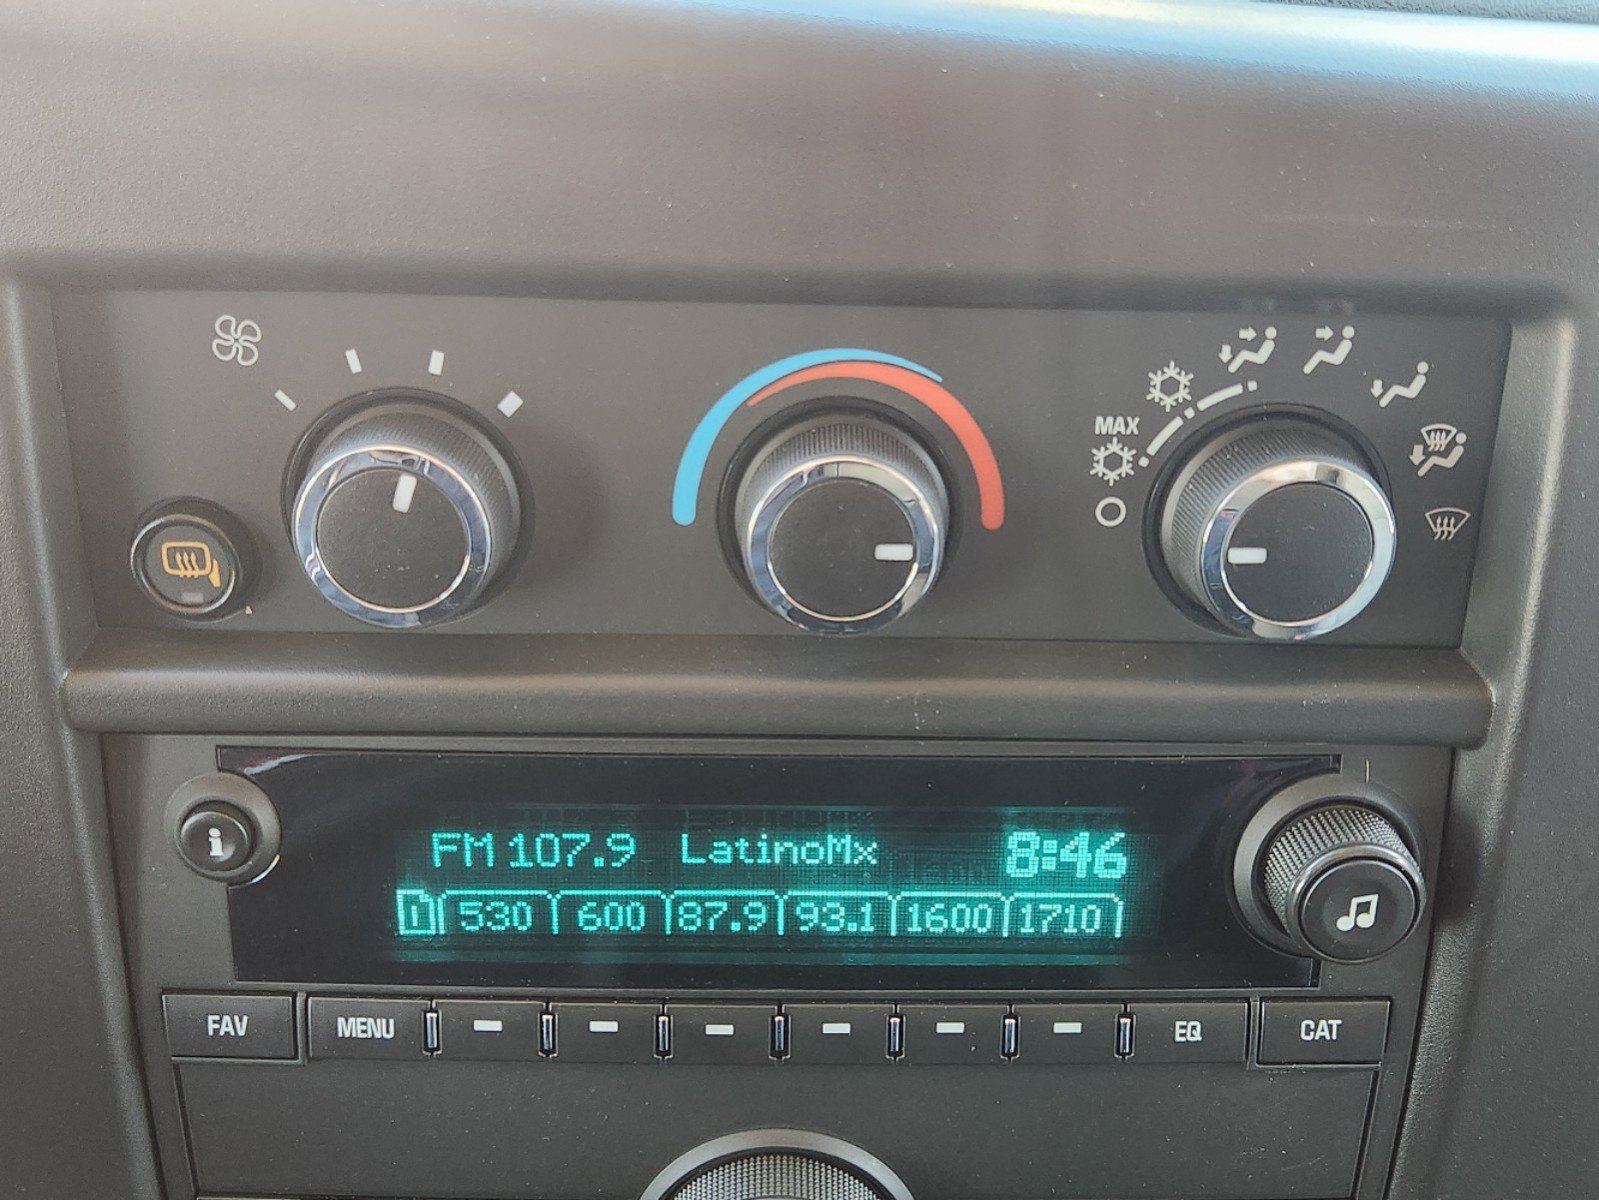 MAX
i
FM 107.9 LatinoMx 8:46
1 530 600 87.9 93.1 1600 1710
FAV MENU EQ CAT